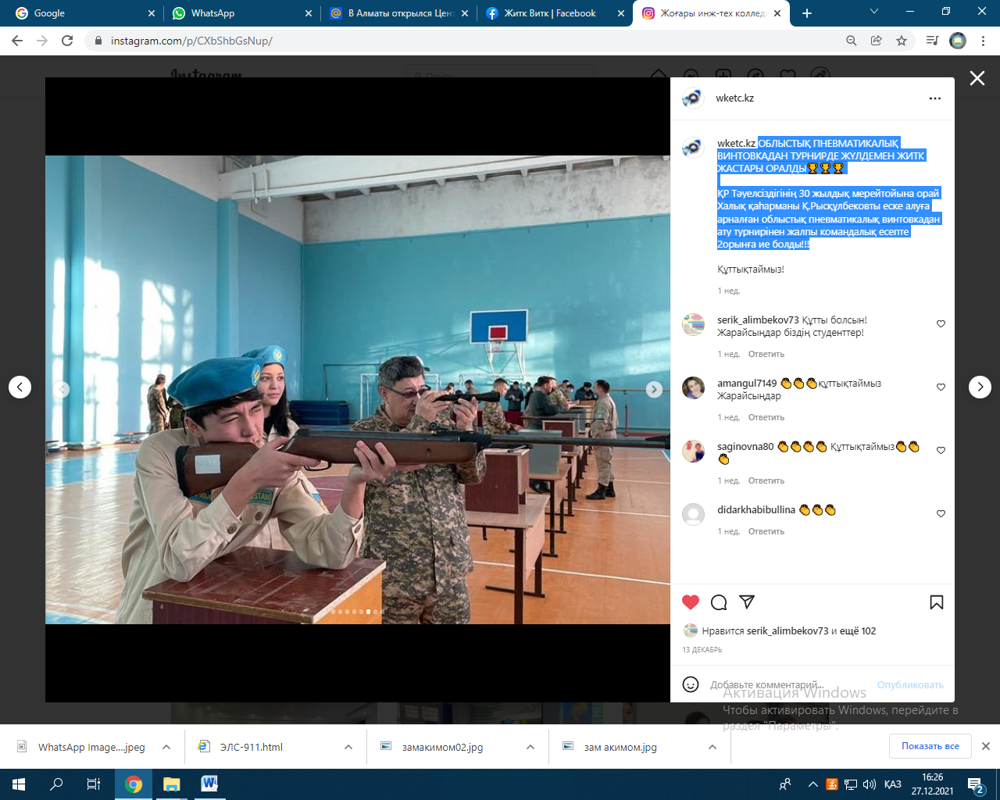 Google
WhatsApp
В Алматы открылся Цен
Житк Витк | Facebook
Жоғары инж-тех коллед
instagram.com/p/CXbShbGsNup/
Instagram
Поиск
wketc.kz
wketc.kz ОБЛЫСТЫҚ ПНЕВМАТИКАЛЫҚ
ВИНТОВКАДАН ТУРНИРДЕ ЖҮЛДЕМЕН ЖИТК
ЖАСТАРЫ ОРАЛДЫ🏆🏆🏆
ҚР Тәуелсіздігінің 30 жылдық мерейтойына орай
Халық қаһарманы Қ.Рысқұлбековты еске алуға
арналған облыстық пневматикалық винтовкадан
ату турнирінен жалпы командалық есепте
2орынға ие болды!!!
Құттықтаймыз!
1 нед.
serik_alimbekov73 Құтты болсын!
Жарайсыңдар біздің студенттер!
1 нед. Ответить
amangul7149 👏👏👏құттықтаймыз
Жарайсыңдар
1 нед. Ответить
saginovna80 👏👏👏👏 Құттықтаймыз👏👏
👏
1 нед. Ответить
didarkhabibullina 👏👏👏
1 нед. Ответить
Нравится serik_alimbekov73 и ещё 102
13 ДЕКАБРЬ
Добавьте комментарий...
Опубликовать
Активация Windows
Чтобы активировать Windows, перейдите в
раздел "Параметры".
WhatsApp Image....jpeg
ЭЛС-911.html
замакимом02.jpg
зам акимом.jpg
Показать все
ҚАЗ
16:26
27.12.2021
2